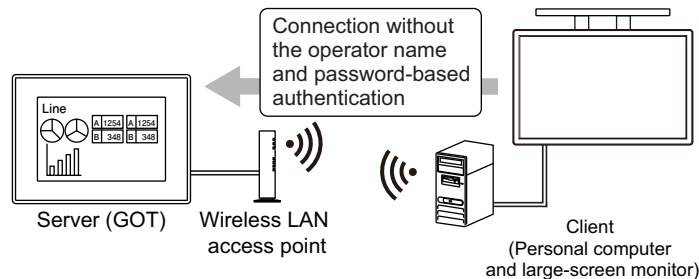 Connection without
the operator name
and password-based
authentication
Line
A 1254 A 1254
B 348 B 348
Server (GOT)
Wireless LAN
access point
Client
(Personal computer
and large-screen monitor)